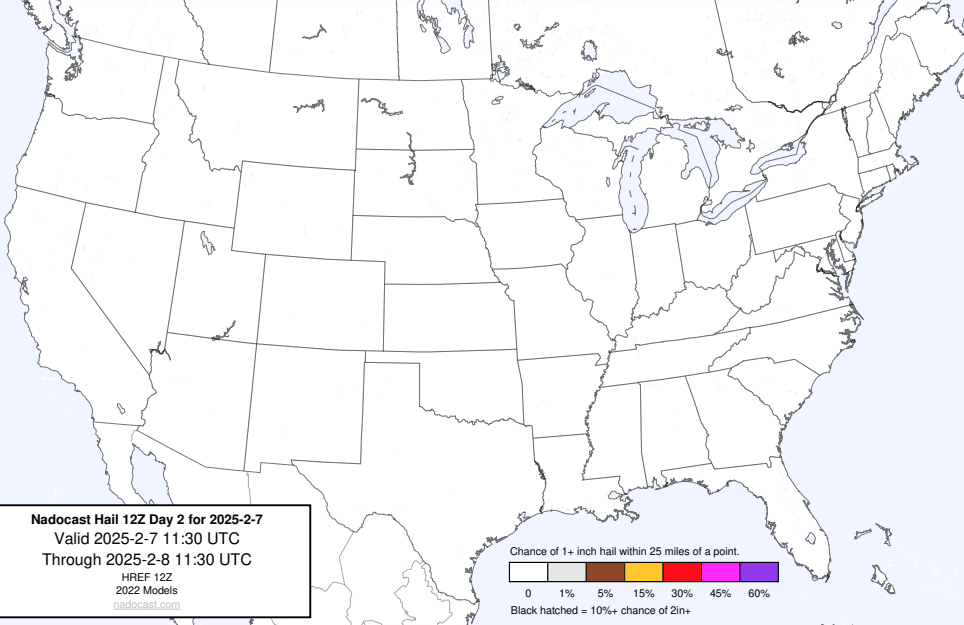 Nadocast Hail 12Z Day 2 for 2025-2-7
Valid 2025-2-7 11:30 UTC
Through 2025-2-8 11:30 UTC
HREF 12Z
2022 Models
nadocast.com
Chance of 1+ inch hail within 25 miles of a point.
0 1% 5% 15% 30% 45% 60%
Black hatched = 10%+ chance of 2in+